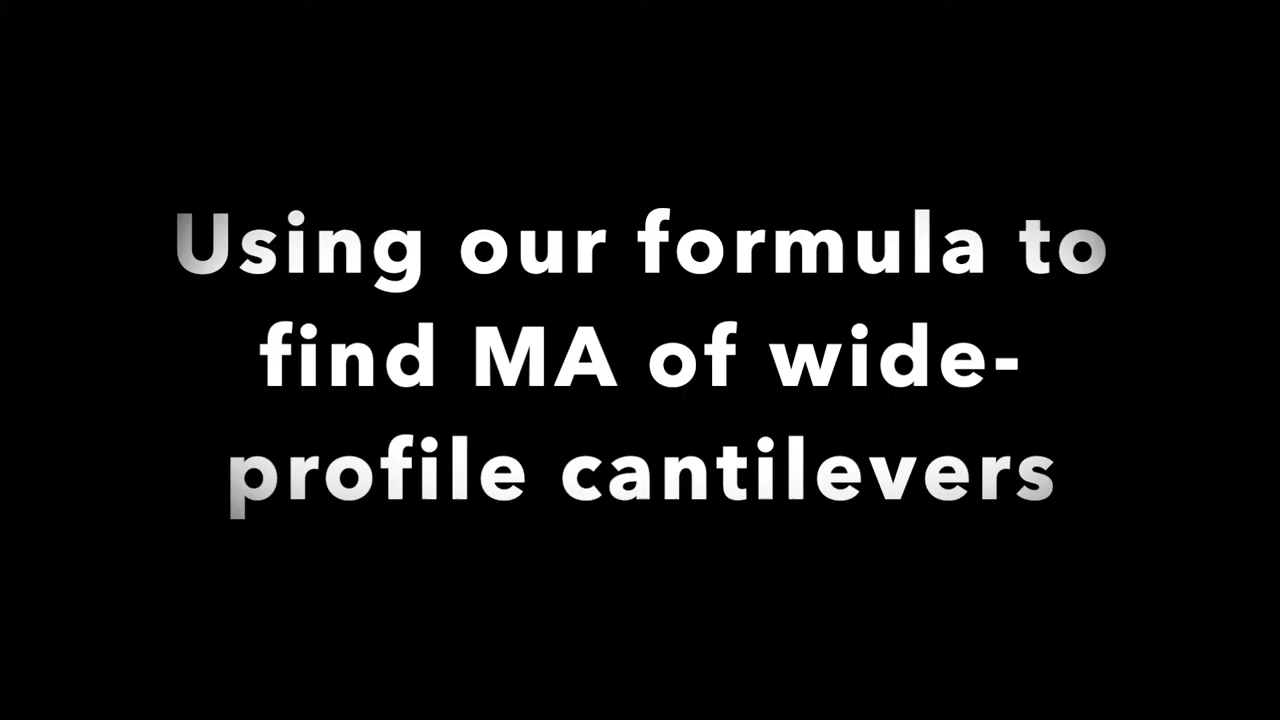 Using our formula to
find MA of wide-
profile cantilevers